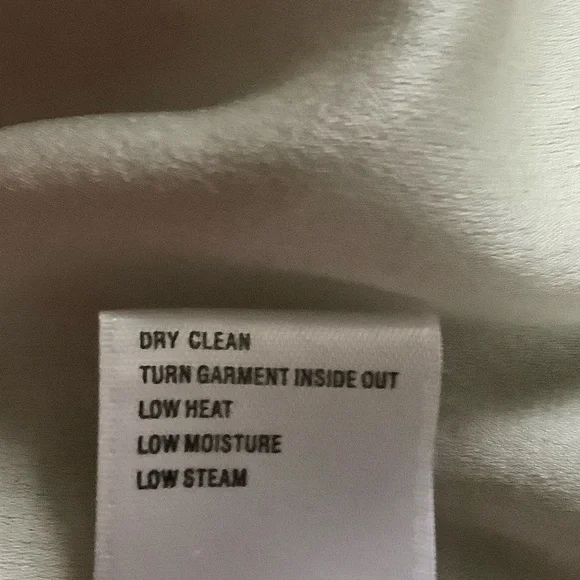 DRY CLEAN
TURN GARMENT INSIDE OUT
LOW HEAT
LOW MOISTURE
LOW STEAM